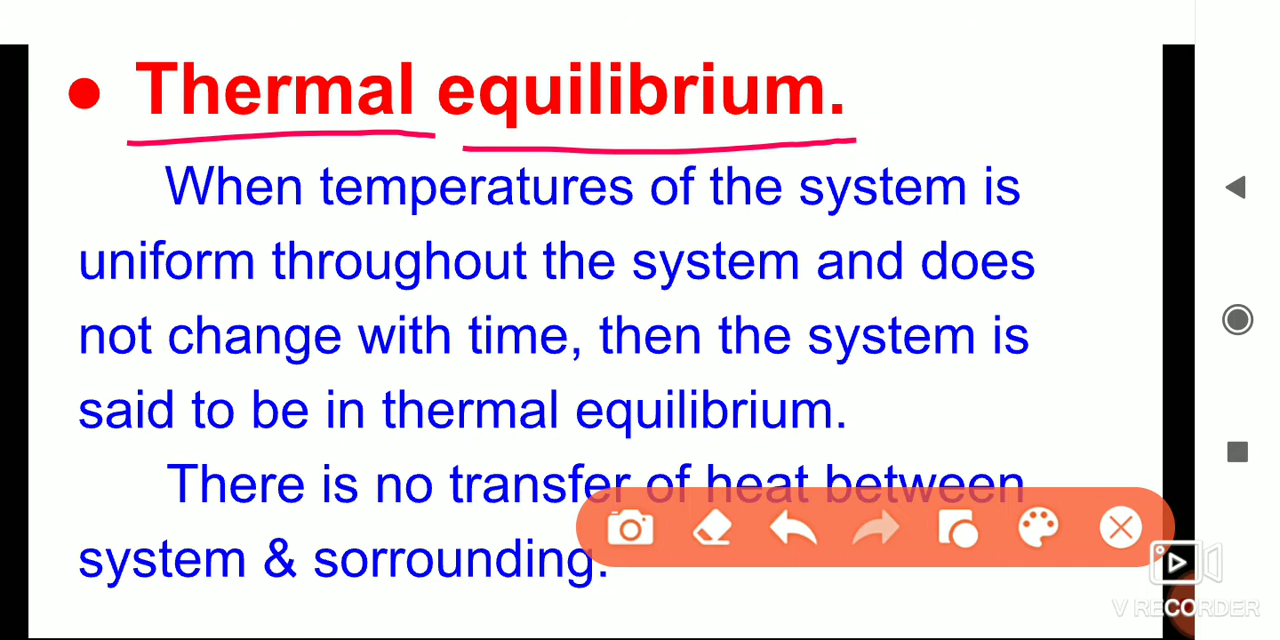 ● Thermal equilibrium.
When temperatures of the system is
uniform throughout the system and does
not change with time, then the system is
said to be in thermal equilibrium.
There is no transfer of heat between
system & sorrounding.
V RECORDER